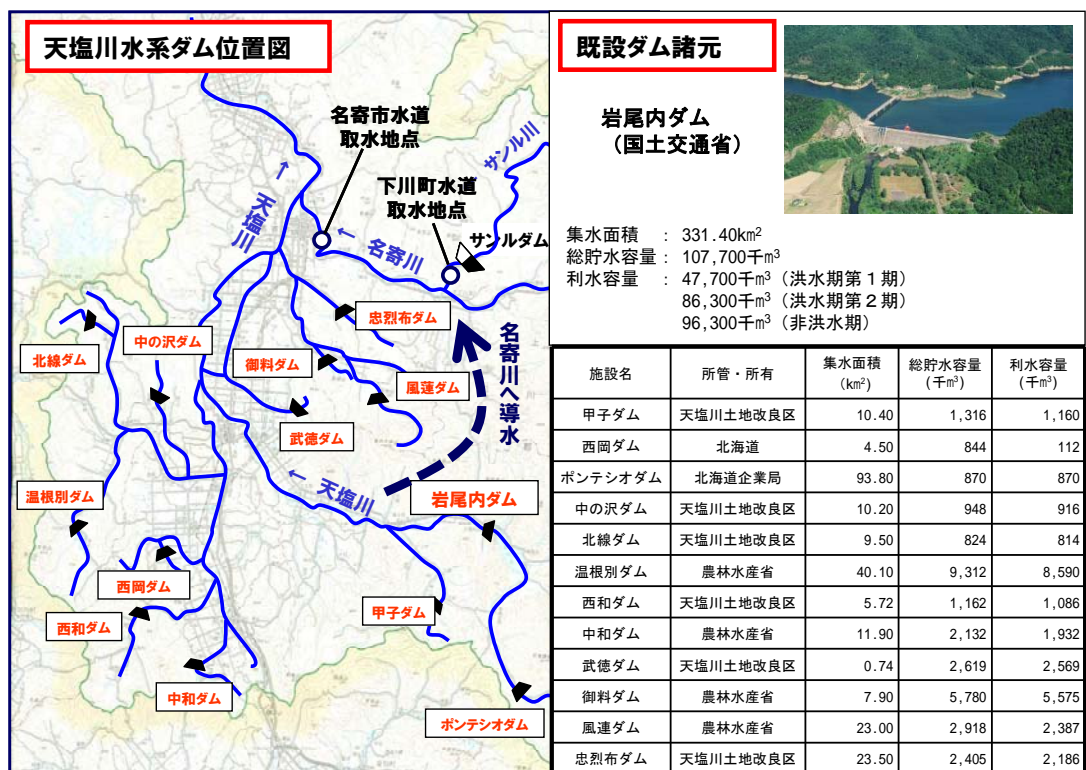 天塩川水系ダム位置図
名寄市水道
取水地点
サンル川
下川町水道
取水地点
サンルダム
← 天塩川
← 名寄川
忠烈布ダム
中の沢ダム
北線ダム
御料ダム
風蓮ダム
名寄川へ導水
武徳ダム
← 天塩川
岩尾内ダム
温根別ダム
西岡ダム
西和ダム
甲子ダム
中和ダム
ポンテシオダム
既設ダム諸元
岩尾内ダム
（国土交通省）
集水面積 : 331.40km²
総貯水容量 : 107,700千m³
利水容量 : 47,700千m³（洪水期第１期）
86,300千m³（洪水期第２期）
96,300千m³（非洪水期）
施設名 所管・所有 集水面積（km²） 総貯水容量（千m³） 利水容量（千m³）
甲子ダム 天塩川土地改良区 10.40 1,316 1,160
西岡ダム 北海道 4.50 844 112
ポンテシオダム 北海道企業局 93.80 870 870
中の沢ダム 天塩川土地改良区 10.20 948 916
北線ダム 天塩川土地改良区 9.50 824 814
温根別ダム 農林水産省 40.10 9,312 8,590
西和ダム 天塩川土地改良区 5.72 1,162 1,086
中和ダム 農林水産省 11.90 2,132 1,932
武徳ダム 天塩川土地改良区 0.74 2,619 2,569
御料ダム 農林水産省 7.90 5,780 5,575
風連ダム 農林水産省 23.00 2,918 2,387
忠烈布ダム 天塩川土地改良区 23.50 2,405 2,186